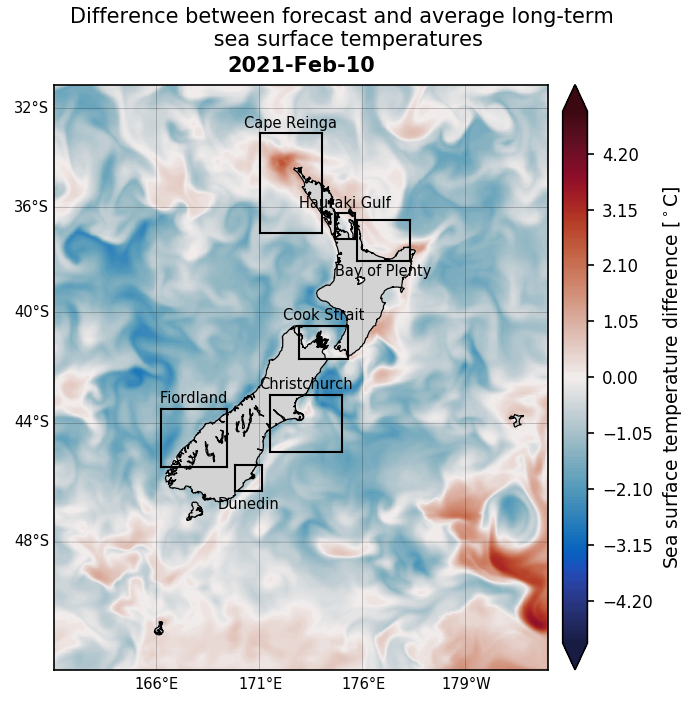 Difference between forecast and average long-term
sea surface temperatures
2021-Feb-10
32°S
36°S
40°S
44°S
48°S
166°E
171°E
176°E
179°W
Cape Reinga
Hauraki Gulf
Bay of Plenty
Cook Strait
Christchurch
Fiordland
Dunedin
4.20
3.15
2.10
1.05
0.00
−1.05
−2.10
−3.15
−4.20
Sea surface temperature difference [°C]